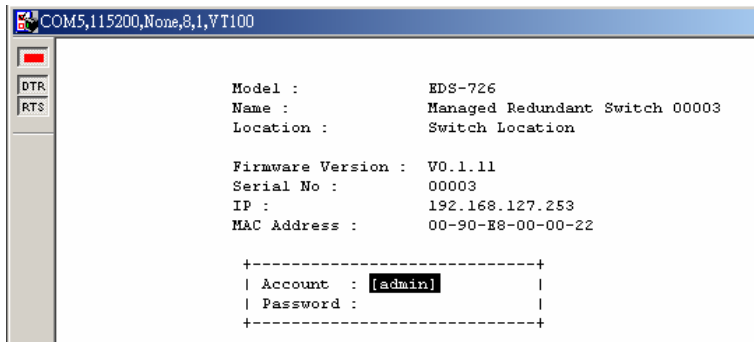 COM5,115200,None,8,1,VT100
DTR
RTS
Model : EDS-726
Name : Managed Redundant Switch 00003
Location : Switch Location
Firmware Version : V0.1.11
Serial No : 00003
IP : 192.168.127.253
MAC Address : 00-90-E8-00-00-22
+-----------------------------+
| Account : [admin] |
| Password : |
+-----------------------------+